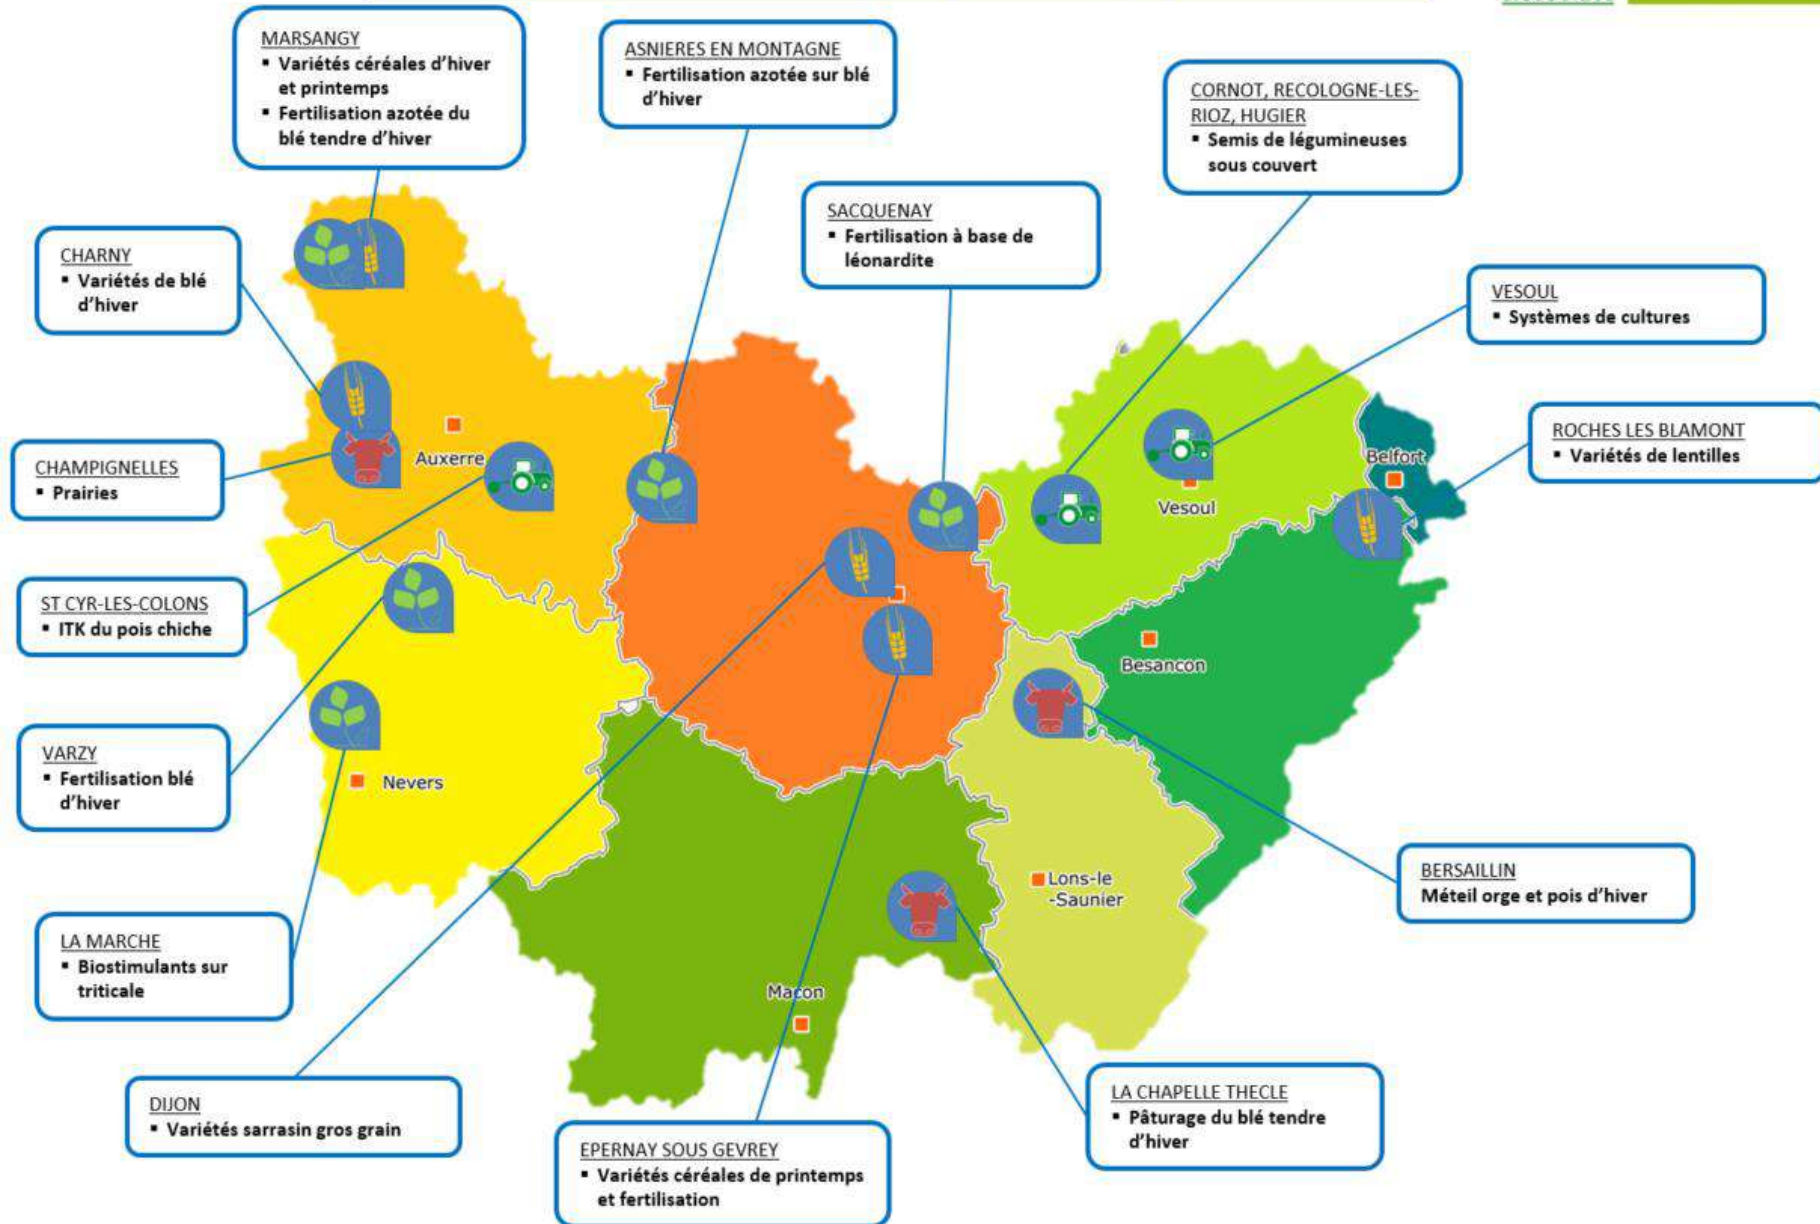 MARSANGY
▪ Variétés céréales d'hiver
et printemps
▪ Fertilisation azotée du
blé tendre d'hiver
ASNIERES EN MONTAGNE
▪ Fertilisation azotée sur blé
d'hiver
CORNOT, RECOLOGNE-LES-
RIOZ, HUGIER
▪ Semis de légumineuses
sous couvert
SACQUENAY
▪ Fertilisation à base de
léonardite
CHARNY
▪ Variétés de blé
d'hiver
VESOUL
▪ Systèmes de cultures
ROCHES LES BLAMONT
▪ Variétés de lentilles
CHAMPIGNELLES
▪ Prairies
Auxerre
Belfort
Vesoul
ST CYR-LES-COLONS
▪ ITK du pois chiche
Besancon
VARZY
▪ Fertilisation blé
d'hiver
Nevers
BERSAILLIN
Méteil orge et pois d'hiver
Lons-le
-Saunier
LA MARCHE
▪ Biostimulants sur
triticale
Macon
DIJON
▪ Variétés sarrasin gros grain
EPERNAY SOUS GEVREY
▪ Variétés céréales de printemps
et fertilisation
LA CHAPELLE THECLE
▪ Pâturage du blé tendre
d'hiver